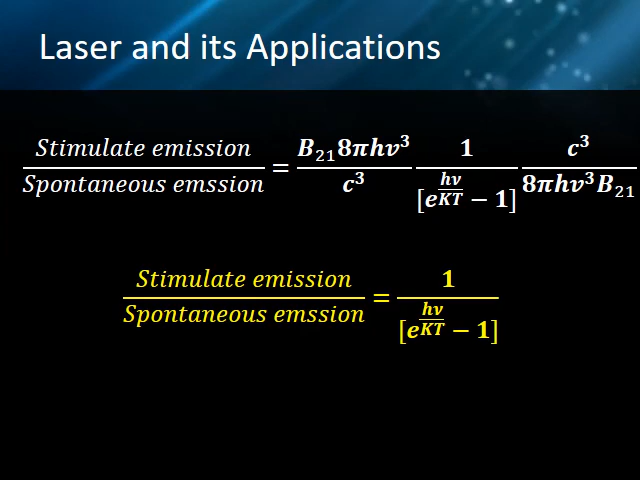 Laser and its Applications
Stimulate emission / Spontaneous emssion = B₂₁8πhν³ / c³ 1 / [e^(hν/KT) − 1] c³ / 8πhν³B₂₁
Stimulate emission / Spontaneous emssion = 1 / [e^(hν/KT) − 1]